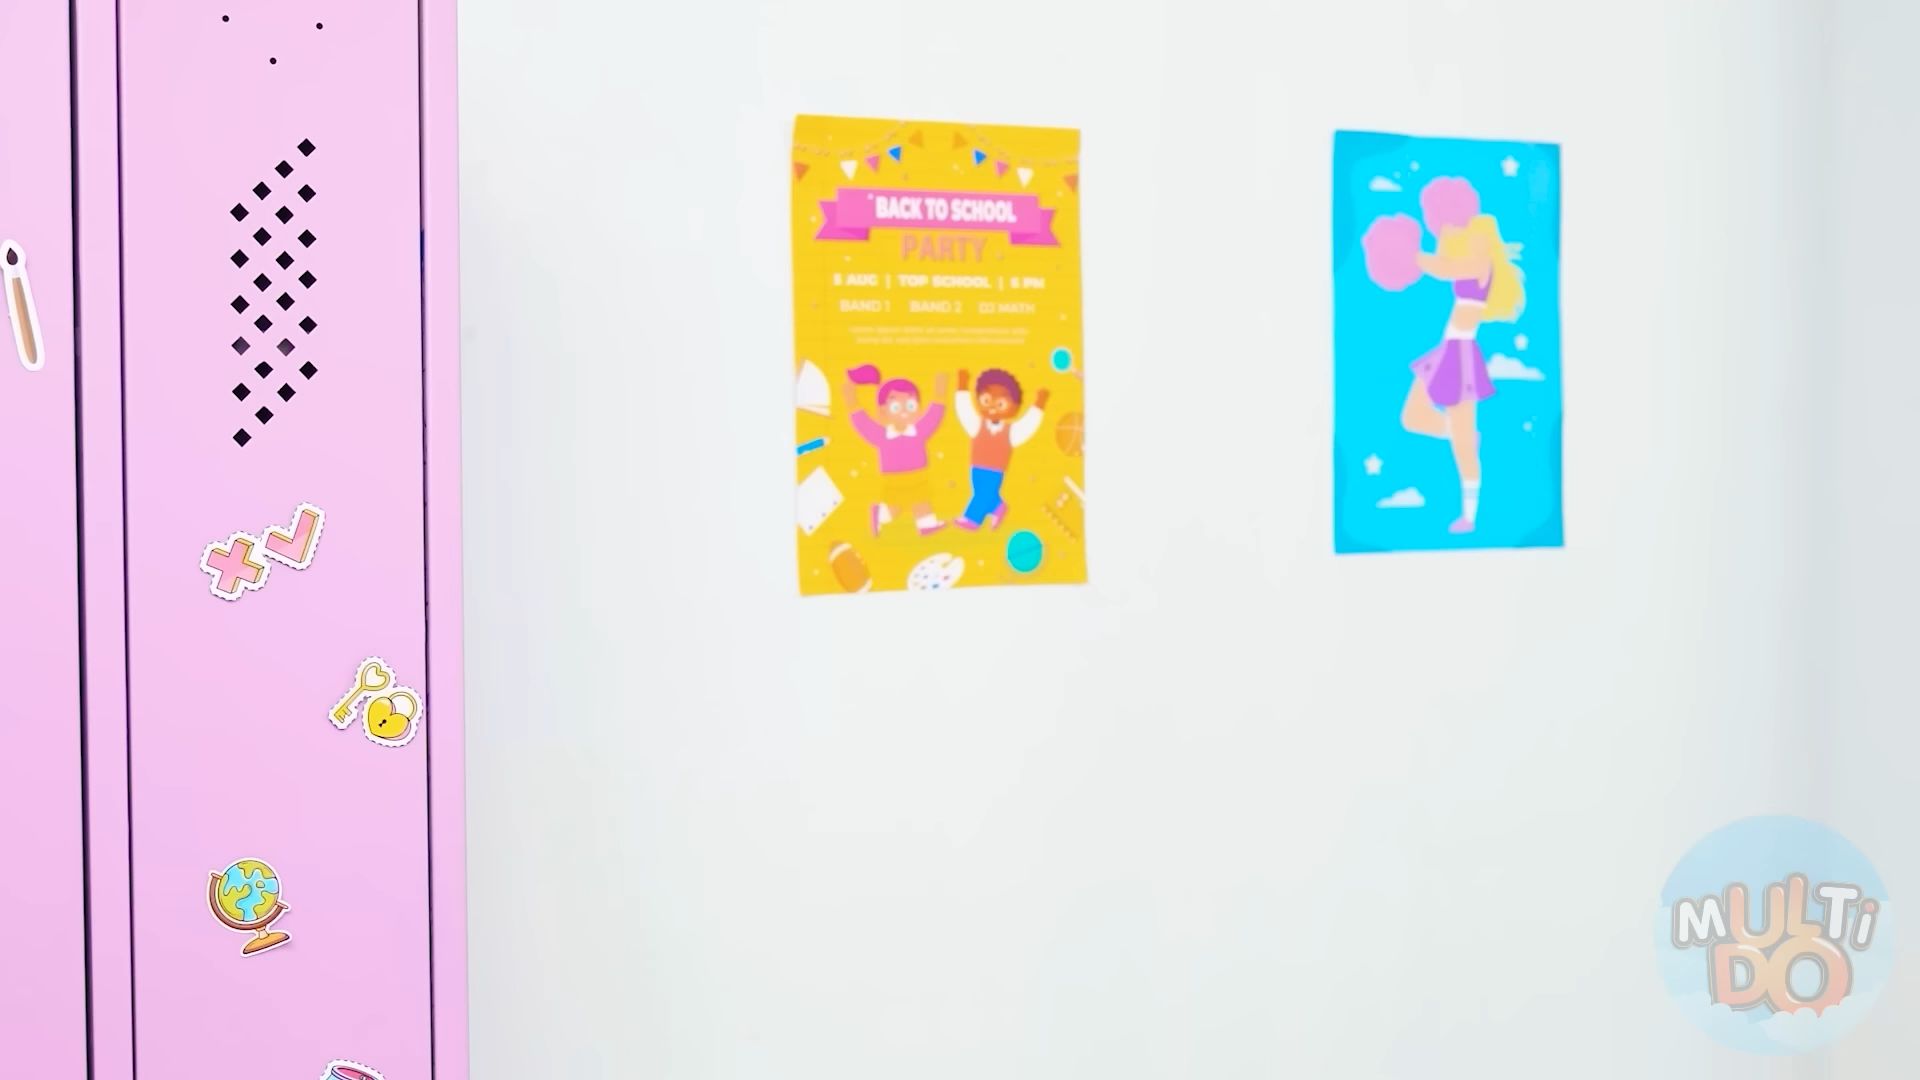 BACK TO SCHOOL
PARTY
5 AUG | TOP SCHOOL | 6 PM
BAND 1 BAND 2 DJ MATH
MULTi
DO